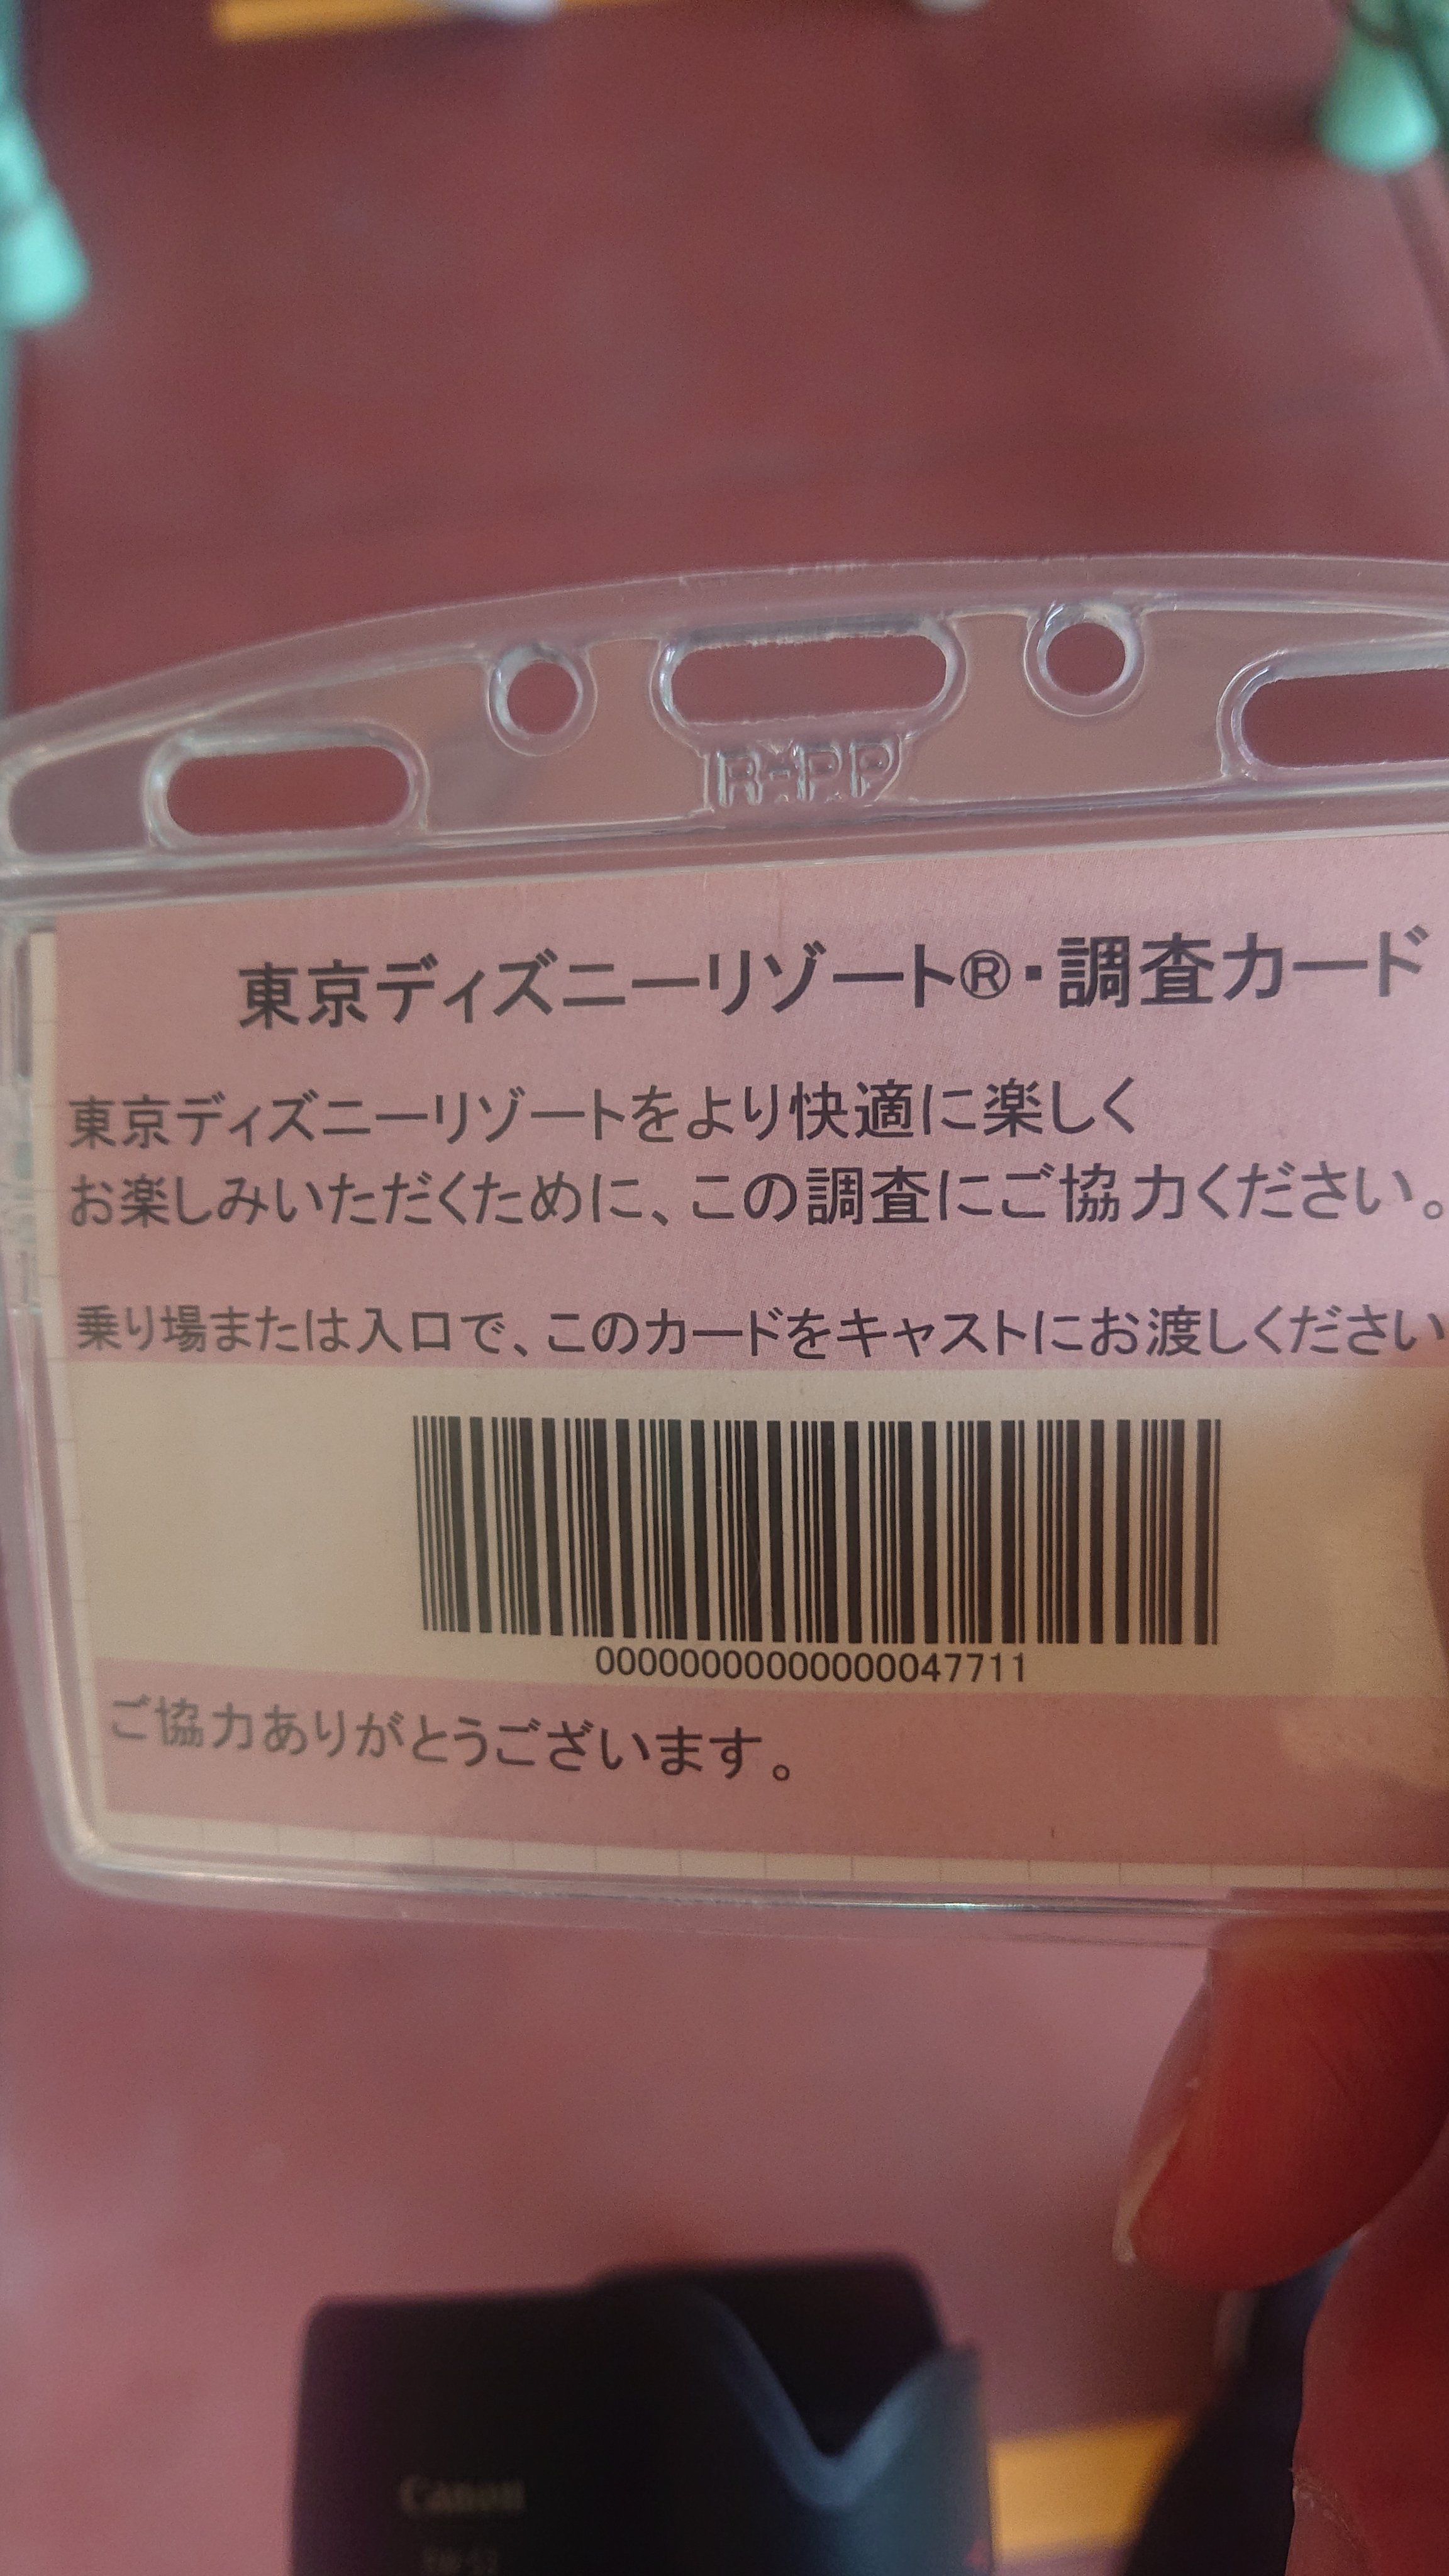 R-PP
東京ディズニーリゾート®・調査カード
東京ディズニーリゾートをより快適に楽しく
お楽しみいただくために、この調査にご協力ください。
乗り場または入口で、このカードをキャストにお渡しください
00000000000000047711
ご協力ありがとうございます。
Canon